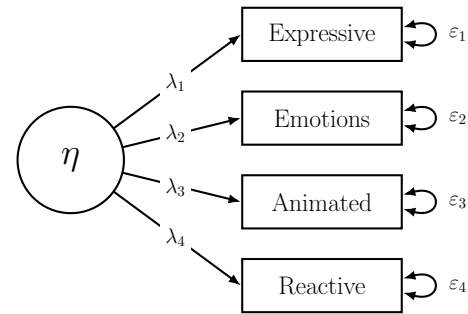 Expressive ε₁
λ₁
Emotions ε₂
λ₂
η
λ₃
Animated ε₃
λ₄
Reactive ε₄